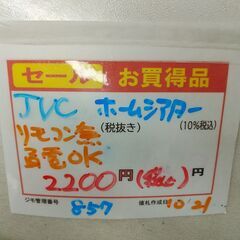 セール お買得品
JVC ホームシアター
(税抜き) (10%税込)
リモコン無
通電OK
2200円(税込)
ジモ管理番号 値札作成日
857 10/21